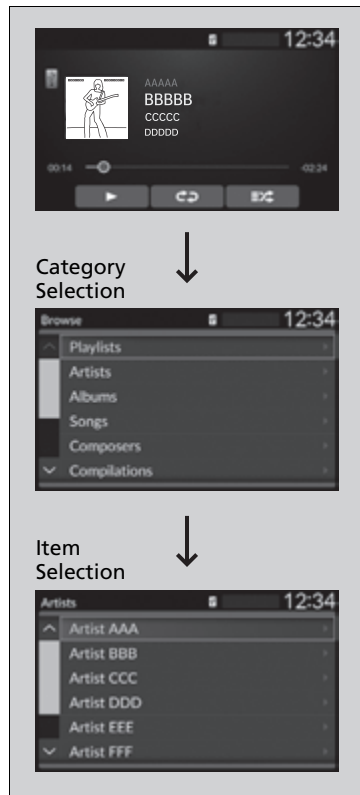 12:34
AAAAA
BBBBB
CCCCC
DDDDD
00:14
-02:24
Category
Selection
Browse
12:34
Playlists
Artists
Albums
Songs
Composers
Compilations
Item
Selection
Artists
12:34
Artist AAA
Artist BBB
Artist CCC
Artist DDD
Artist EEE
Artist FFF